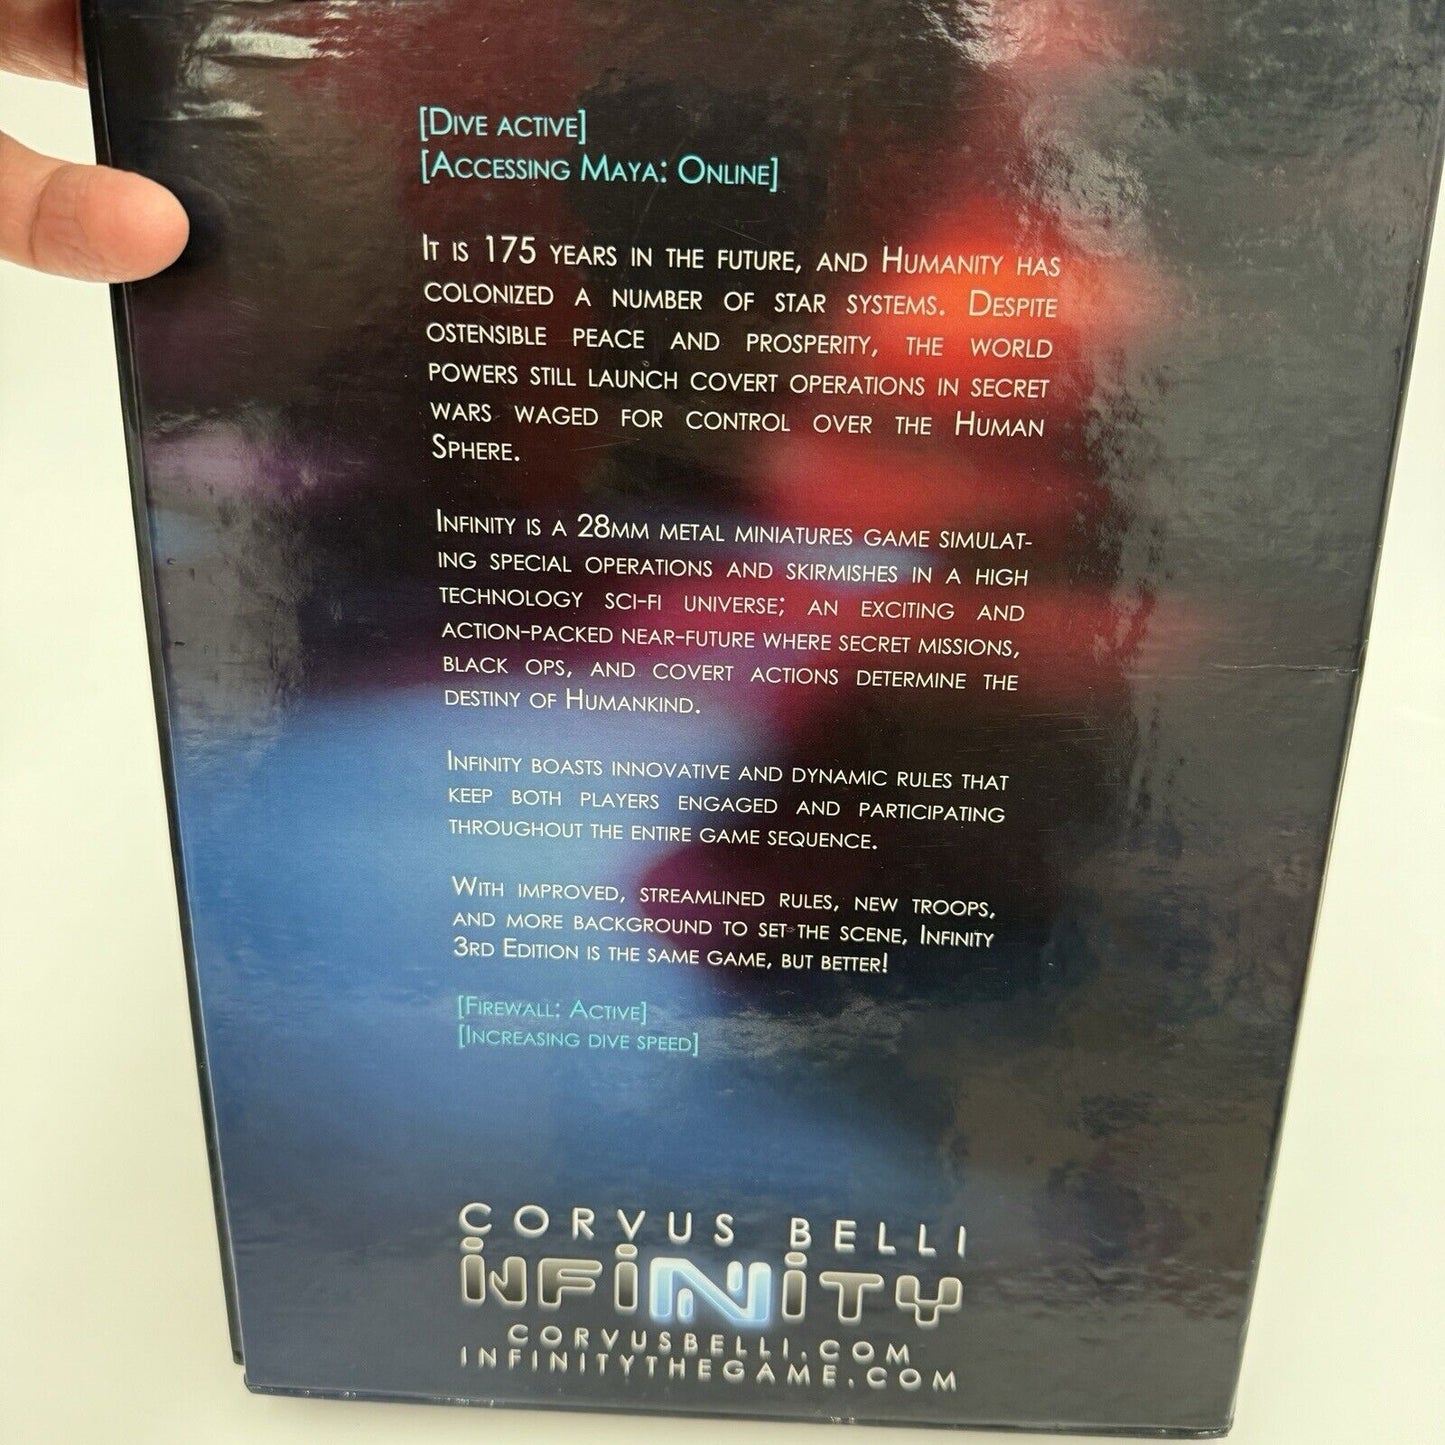 [Dive active]
[Accessing Maya: Online]
It is 175 years in the future, and Humanity has
colonized a number of star systems. Despite
ostensible peace and prosperity, the world
powers still launch covert operations in secret
wars waged for control over the Human
Sphere.
Infinity is a 28mm metal miniatures game simulat-
ing special operations and skirmishes in a high
technology sci-fi universe; an exciting and
action-packed near-future where secret missions,
black ops, and covert actions determine the
destiny of Humankind.
Infinity boasts innovative and dynamic rules that
keep both players engaged and participating
throughout the entire game sequence.
With improved, streamlined rules, new troops,
and more background to set the scene, Infinity
3rd Edition is the same game, but better!
[Firewall: Active]
[Increasing dive speed]
CORVUS BELLI
iNFiNiTY
CORVUSBELLI.COM
INFINITYTHEGAME.COM